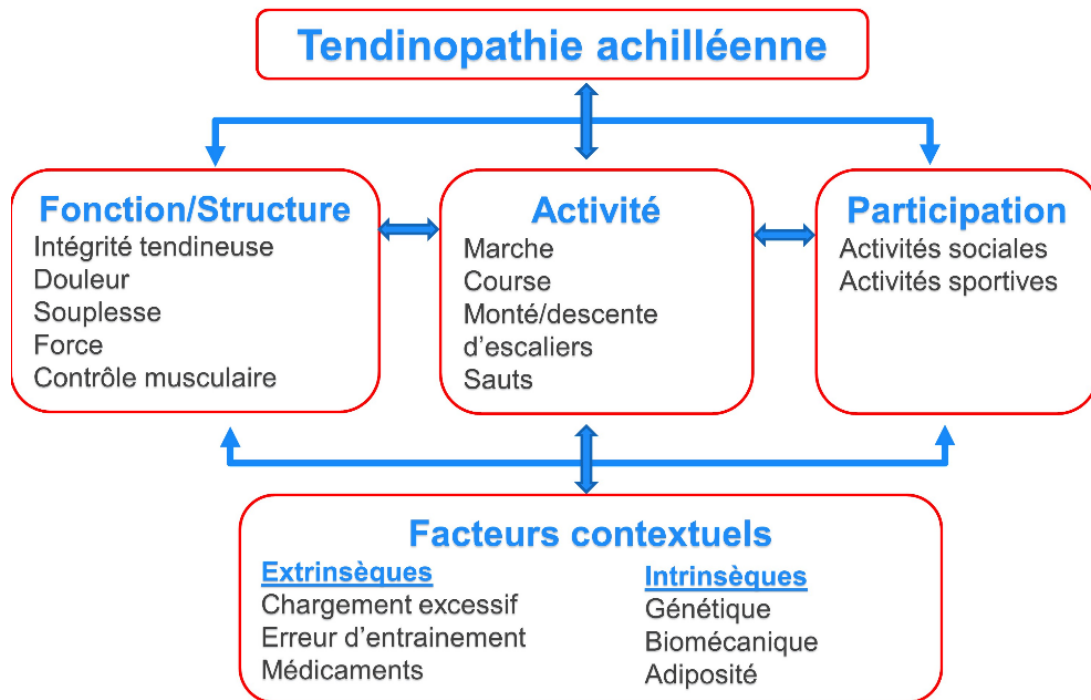 Tendinopathie achilléenne
Fonction/Structure
Intégrité tendineuse
Douleur
Souplesse
Force
Contrôle musculaire
Activité
Marche
Course
Monté/descente
d'escaliers
Sauts
Participation
Activités sociales
Activités sportives
Facteurs contextuels
Extrinsèques
Chargement excessif
Erreur d'entrainement
Médicaments
Intrinsèques
Génétique
Biomécanique
Adiposité